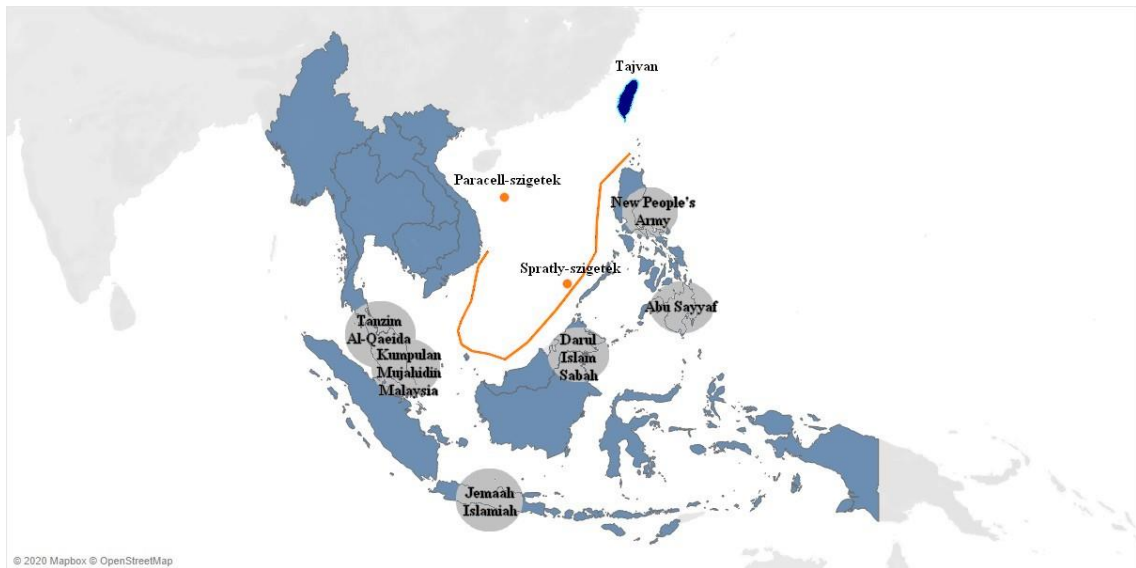 Tajvan
Paracell-szigetek
New People's
Army
Spratly-szigetek
Abu Sayyaf
Tanzim
Al-Qaeida
Kumpulan
Mujahidin
Malaysia
Darul
Islam
Sabah
Jemaah
Islamiah
© 2020 Mapbox © OpenStreetMap